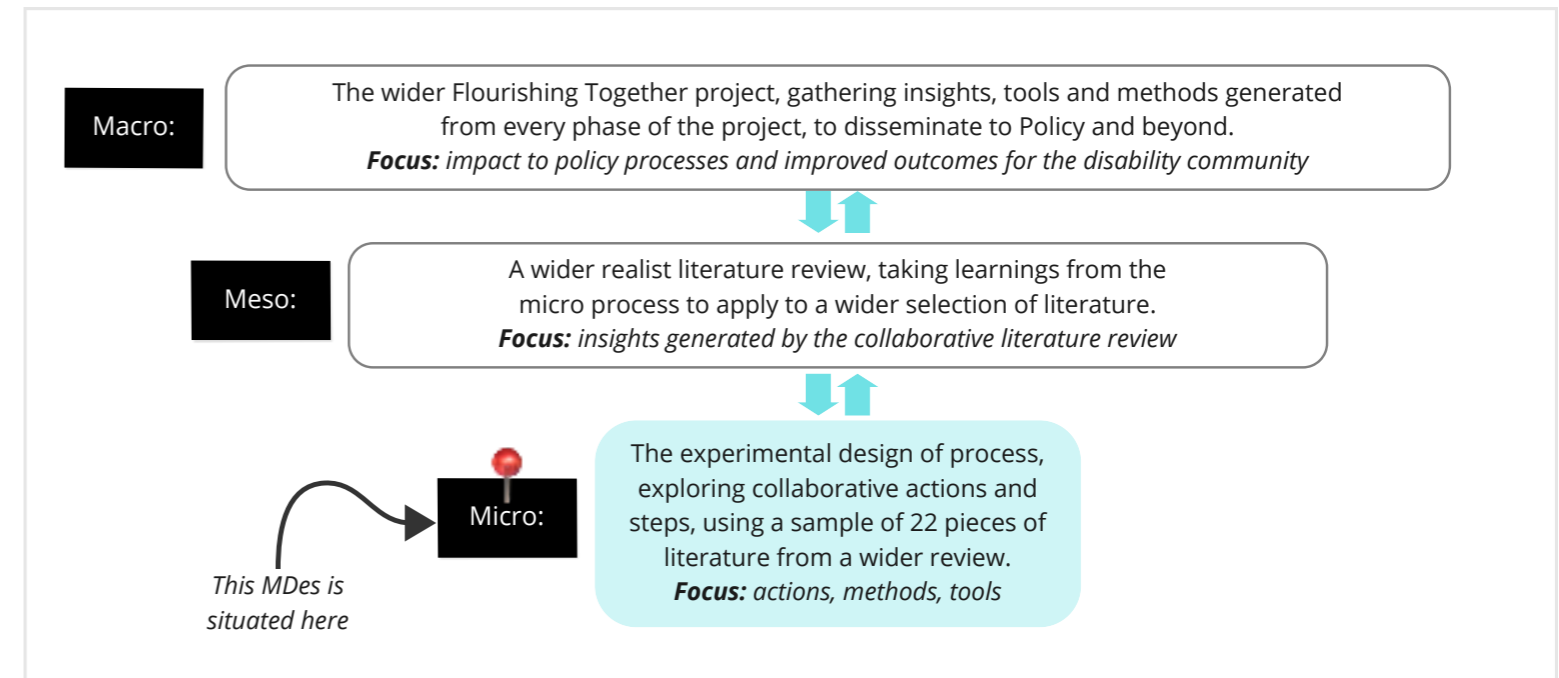 Macro:
The wider Flourishing Together project, gathering insights, tools and methods generated
from every phase of the project, to disseminate to Policy and beyond.
Focus: impact to policy processes and improved outcomes for the disability community
Meso:
A wider realist literature review, taking learnings from the
micro process to apply to a wider selection of literature.
Focus: insights generated by the collaborative literature review
Micro:
The experimental design of process,
exploring collaborative actions and
steps, using a sample of 22 pieces of
literature from a wider review.
Focus: actions, methods, tools
This MDes is
situated here